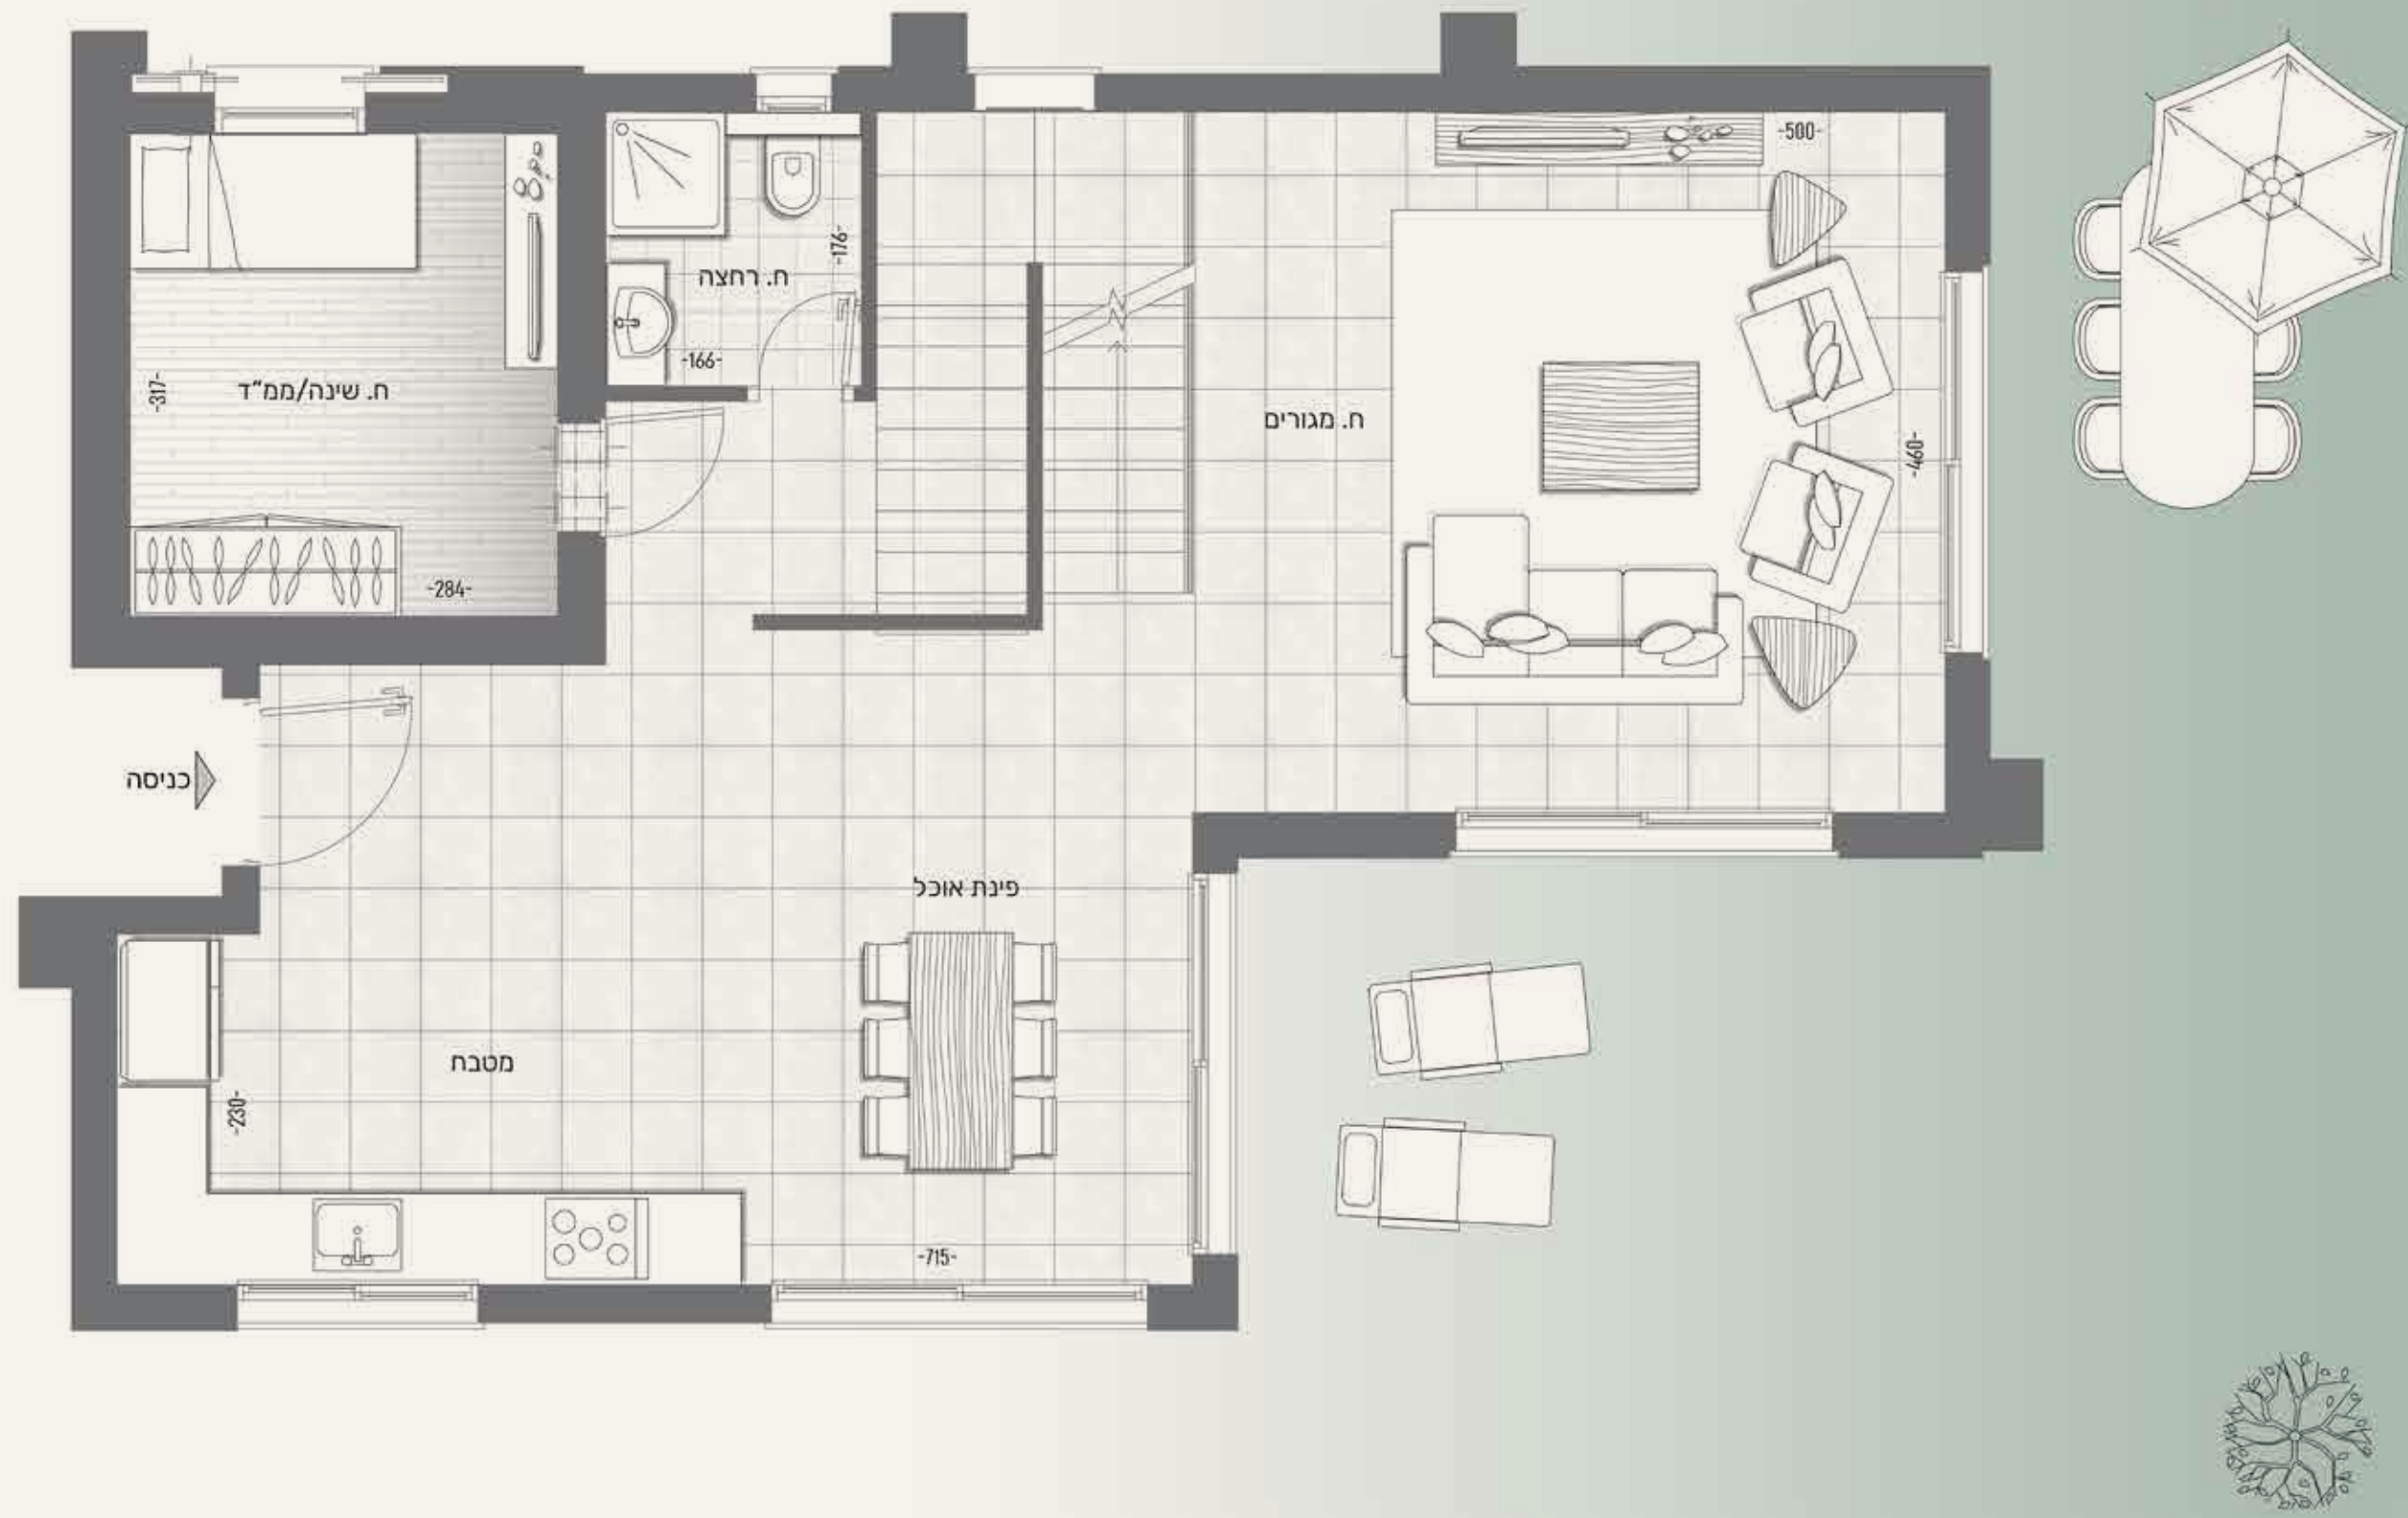 -500-
-176-
ח. רחצה
-166-
-317-
ח. שינה/ממ״ד
ח. מגורים
-460-
-284-
כניסה
פינת אוכל
מטבח
-230-
-715-